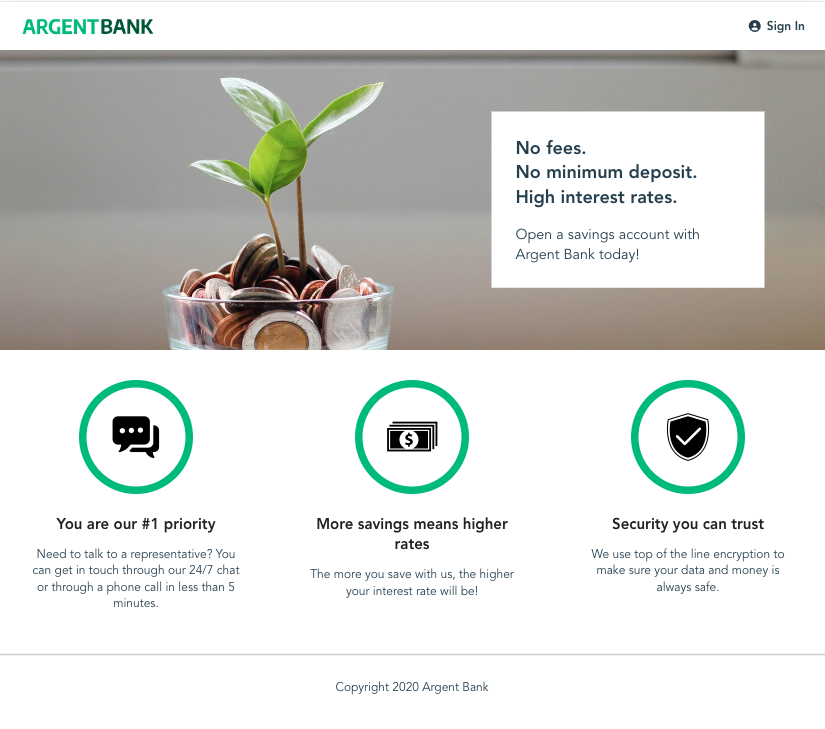 ARGENTBANK
Sign In
No fees.
No minimum deposit.
High interest rates.
Open a savings account with
Argent Bank today!
$
You are our #1 priority
Need to talk to a representative? You
can get in touch through our 24/7 chat
or through a phone call in less than 5
minutes.
More savings means higher
rates
The more you save with us, the higher
your interest rate will be!
Security you can trust
We use top of the line encryption to
make sure your data and money is
always safe.
Copyright 2020 Argent Bank